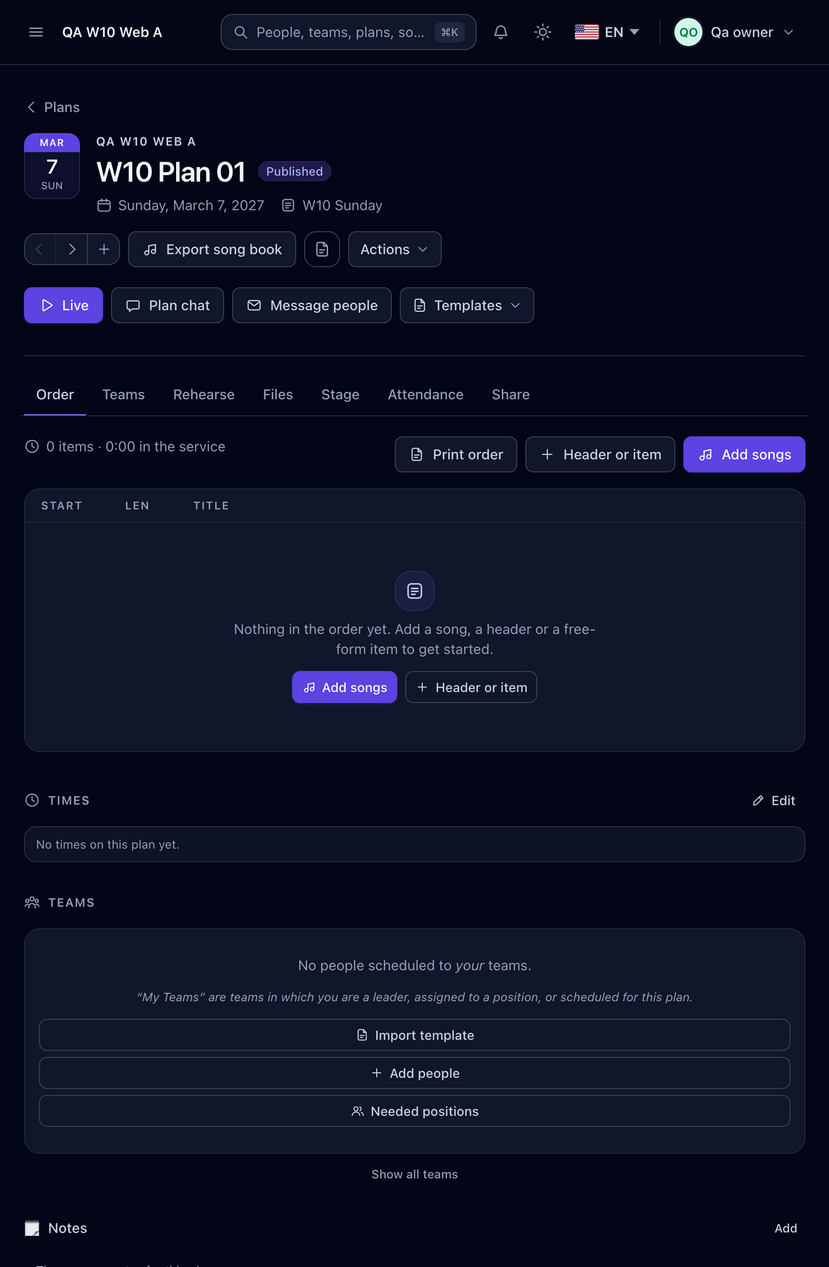 QA W10 Web A
People, teams, plans, so... ⌘K
EN
QO Qa owner
Plans
MAR
7
SUN
QA W10 WEB A
W10 Plan 01 Published
Sunday, March 7, 2027 W10 Sunday
Export song book Actions
Live Plan chat Message people Templates
Order Teams Rehearse Files Stage Attendance Share
0 items · 0:00 in the service
Print order Header or item Add songs
START LEN TITLE
Nothing in the order yet. Add a song, a header or a free-
form item to get started.
Add songs Header or item
TIMES Edit
No times on this plan yet.
TEAMS
No people scheduled to your teams.
“My Teams” are teams in which you are a leader, assigned to a position, or scheduled for this plan.
Import template
Add people
Needed positions
Show all teams
Notes Add